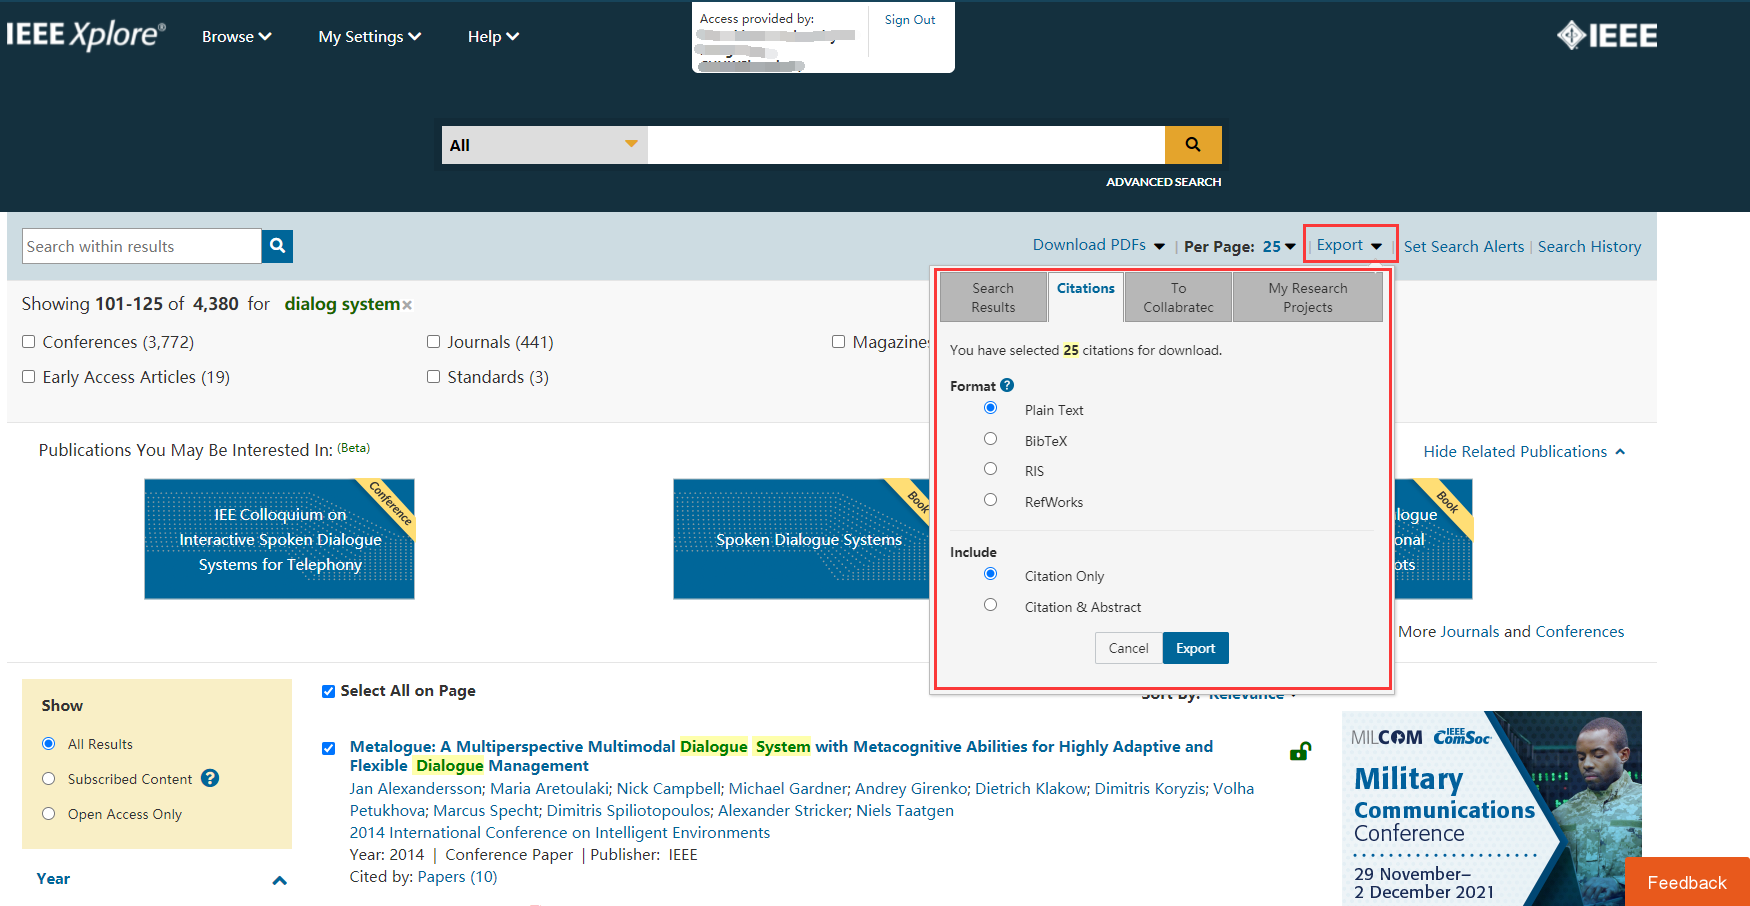 IEEE Xplore®
Browse
My Settings
Help
Access provided by:
Sign Out
IEEE
All
ADVANCED SEARCH
Search within results
Download PDFs | Per Page: 25 | Export | Set Search Alerts | Search History
Showing 101-125 of 4,380 for dialog system×
Conferences (3,772)
Journals (441)
Magazines
Early Access Articles (19)
Standards (3)
Search
Results
Citations
To
Collabratec
My Research
Projects
You have selected 25 citations for download.
Format ?
Plain Text
BibTeX
RIS
RefWorks
Include
Citation Only
Citation & Abstract
Cancel
Export
Publications You May Be Interested In: (Beta)
Hide Related Publications
Conference
IEE Colloquium on
Interactive Spoken Dialogue
Systems for Telephony
Book
Spoken Dialogue Systems
Book
logue
onal
ots
More Journals and Conferences
Show
All Results
Subscribed Content ?
Open Access Only
Year
Select All on Page
Sort By: Relevance
Metalogue: A Multiperspective Multimodal Dialogue System with Metacognitive Abilities for Highly Adaptive and
Flexible Dialogue Management
Jan Alexandersson; Maria Aretoulaki; Nick Campbell; Michael Gardner; Andrey Girenko; Dietrich Klakow; Dimitris Koryzis; Volha
Petukhova; Marcus Specht; Dimitris Spiliotopoulos; Alexander Stricker; Niels Taatgen
2014 International Conference on Intelligent Environments
Year: 2014 | Conference Paper | Publisher: IEEE
Cited by: Papers (10)
MILCOM
IEEE
ComSoc
Military
Communications
Conference
29 November–
2 December 2021
Feedback